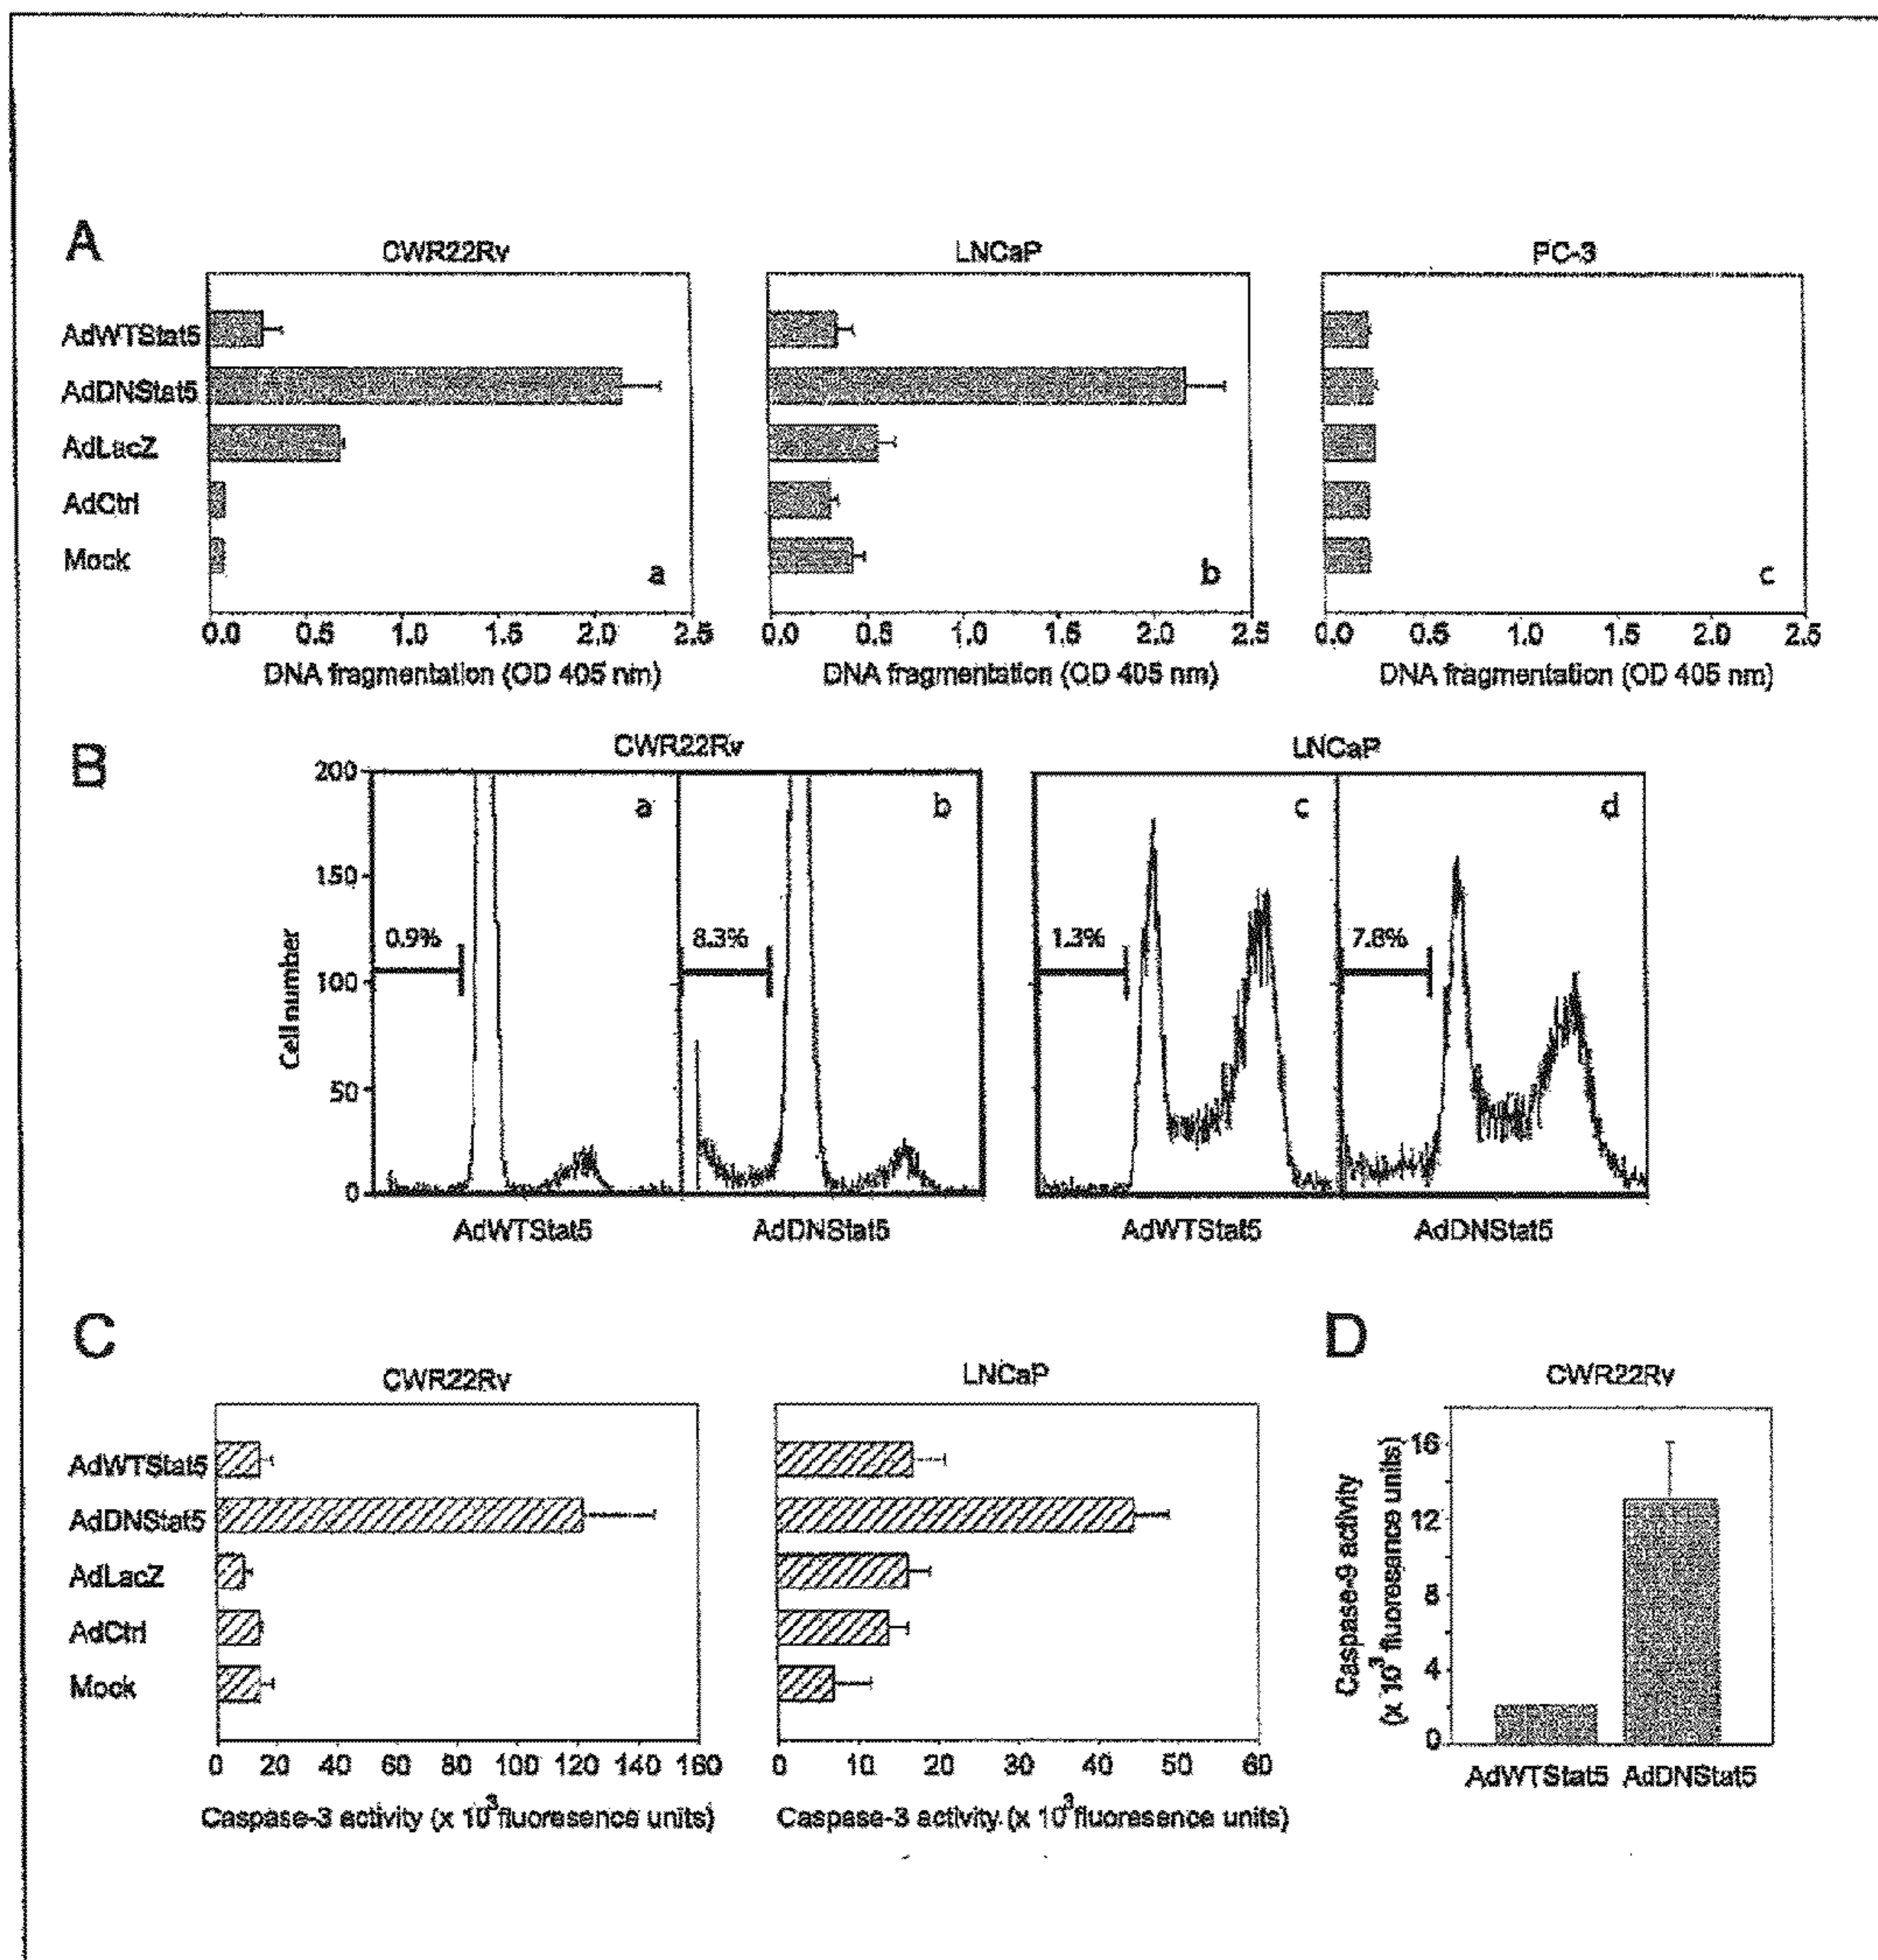 A
CWR22Rv
LNCaP
PC-3
AdWTStat5
AdDNStat5
AdLacZ
AdCtrl
Mock
a
b
c
0.0 0.5 1.0 1.5 2.0 2.5
0.0 0.5 1.0 1.5 2.0 2.5
0.0 0.5 1.0 1.5 2.0 2.5
DNA fragmentation (OD 405 nm)
DNA fragmentation (OD 405 nm)
DNA fragmentation (OD 405 nm)
B
CWR22Rv
LNCaP
Cell number
200
150
100
50
0
a
b
c
d
0.9%
8.3%
1.3%
7.8%
AdWTStat5
AdDNStat5
AdWTStat5
AdDNStat5
C
CWR22Rv
LNCaP
AdWTStat5
AdDNStat5
AdLacZ
AdCtrl
Mock
0 20 40 60 80 100 120 140 160
0 10 20 30 40 50 60
Caspase-3 activity (x 10³ fluoresence units)
Caspase-3 activity (x 10³ fluoresence units)
D
CWR22Rv
Caspase-9 activity
(x 10³ fluoresence units)
16
12
8
4
0
AdWTStat5 AdDNStat5